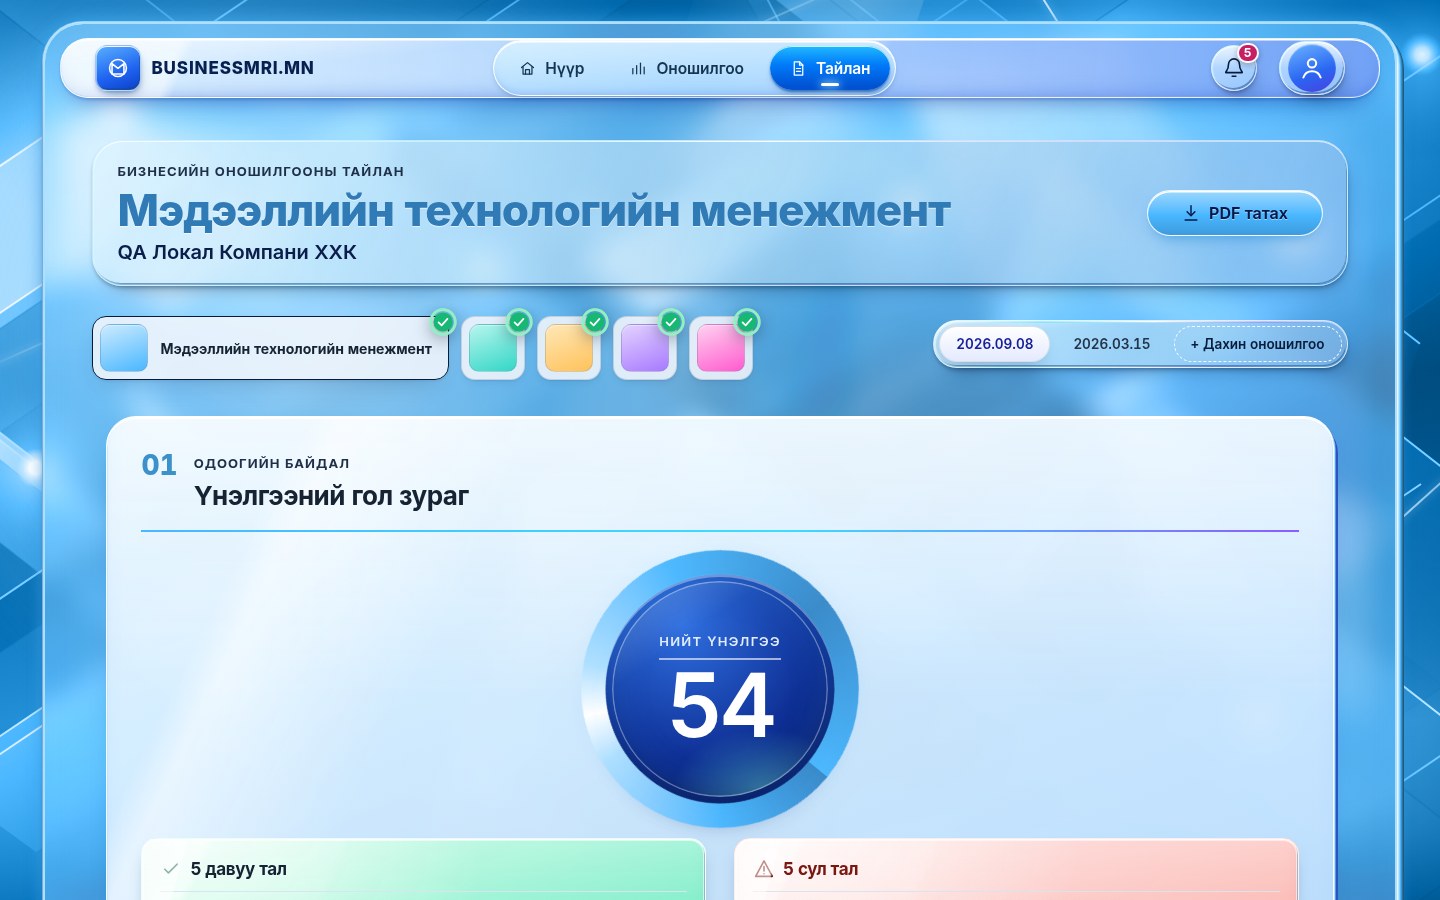 BUSINESSMRI.MN
Нүүр
Оношилгоо
Тайлан
5
БИЗНЕСИЙН ОНОШИЛГООНЫ ТАЙЛАН
Мэдээллийн технологийн менежмент
QA Локал Компани ХХК
PDF татах
Мэдээллийн технологийн менежмент
2026.09.08
2026.03.15
+ Дахин оношилгоо
01
ОДООГИЙН БАЙДАЛ
Үнэлгээний гол зураг
НИЙТ ҮНЭЛГЭЭ
54
5 давуу тал
5 сул тал